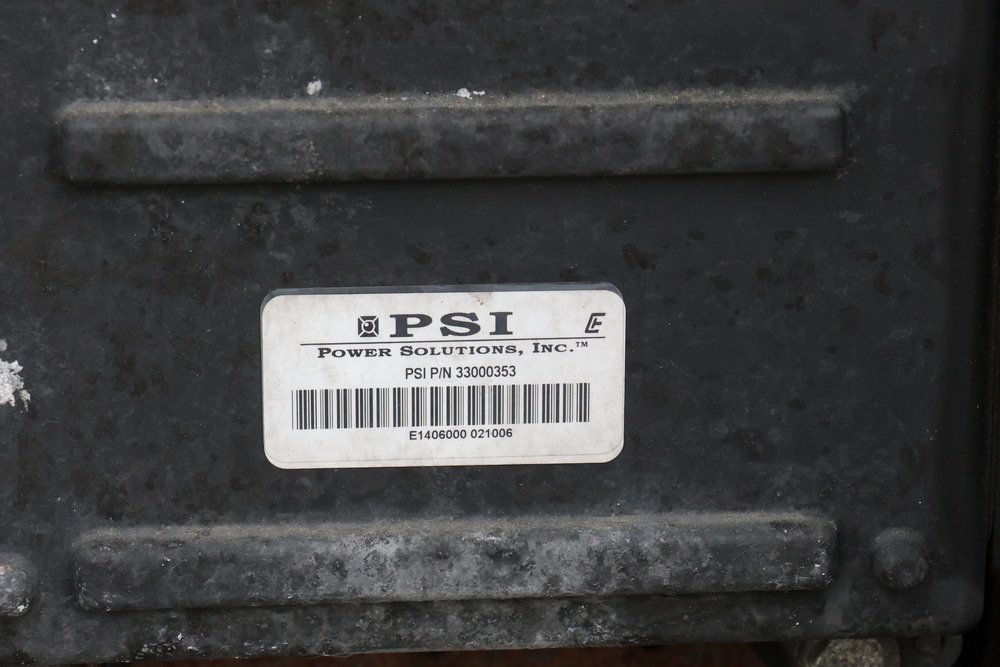 PSI
POWER SOLUTIONS, INC.™
PSI P/N 33000353
E1406000 021006